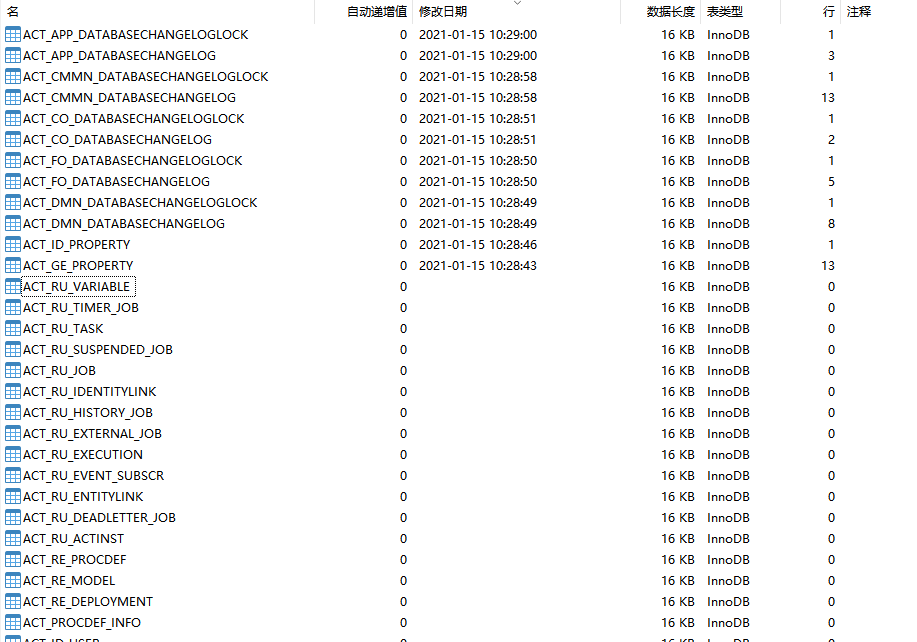 名 自动递增值 修改日期 数据长度 表类型 行 注释
ACT_APP_DATABASECHANGELOGLOCK 0 2021-01-15 10:29:00 16 KB InnoDB 1
ACT_APP_DATABASECHANGELOG 0 2021-01-15 10:29:00 16 KB InnoDB 3
ACT_CMMN_DATABASECHANGELOGLOCK 0 2021-01-15 10:28:58 16 KB InnoDB 1
ACT_CMMN_DATABASECHANGELOG 0 2021-01-15 10:28:58 16 KB InnoDB 13
ACT_CO_DATABASECHANGELOGLOCK 0 2021-01-15 10:28:51 16 KB InnoDB 1
ACT_CO_DATABASECHANGELOG 0 2021-01-15 10:28:51 16 KB InnoDB 2
ACT_FO_DATABASECHANGELOGLOCK 0 2021-01-15 10:28:50 16 KB InnoDB 1
ACT_FO_DATABASECHANGELOG 0 2021-01-15 10:28:50 16 KB InnoDB 5
ACT_DMN_DATABASECHANGELOGLOCK 0 2021-01-15 10:28:49 16 KB InnoDB 1
ACT_DMN_DATABASECHANGELOG 0 2021-01-15 10:28:49 16 KB InnoDB 8
ACT_ID_PROPERTY 0 2021-01-15 10:28:46 16 KB InnoDB 1
ACT_GE_PROPERTY 0 2021-01-15 10:28:43 16 KB InnoDB 13
ACT_RU_VARIABLE 0 16 KB InnoDB 0
ACT_RU_TIMER_JOB 0 16 KB InnoDB 0
ACT_RU_TASK 0 16 KB InnoDB 0
ACT_RU_SUSPENDED_JOB 0 16 KB InnoDB 0
ACT_RU_JOB 0 16 KB InnoDB 0
ACT_RU_IDENTITYLINK 0 16 KB InnoDB 0
ACT_RU_HISTORY_JOB 0 16 KB InnoDB 0
ACT_RU_EXTERNAL_JOB 0 16 KB InnoDB 0
ACT_RU_EXECUTION 0 16 KB InnoDB 0
ACT_RU_EVENT_SUBSCR 0 16 KB InnoDB 0
ACT_RU_ENTITYLINK 0 16 KB InnoDB 0
ACT_RU_DEADLETTER_JOB 0 16 KB InnoDB 0
ACT_RU_ACTINST 0 16 KB InnoDB 0
ACT_RE_PROCDEF 0 16 KB InnoDB 0
ACT_RE_MODEL 0 16 KB InnoDB 0
ACT_RE_DEPLOYMENT 0 16 KB InnoDB 0
ACT_PROCDEF_INFO 0 16 KB InnoDB 0